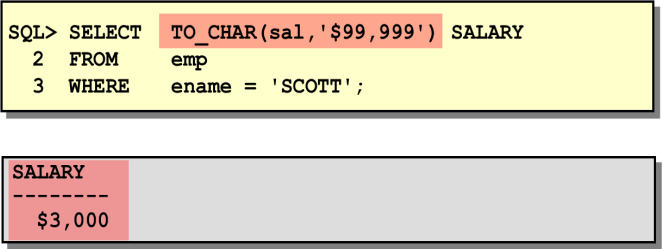 SQL> SELECT TO_CHAR(sal,'$99,999') SALARY
2 FROM emp
3 WHERE ename = 'SCOTT';
SALARY
--------
$3,000